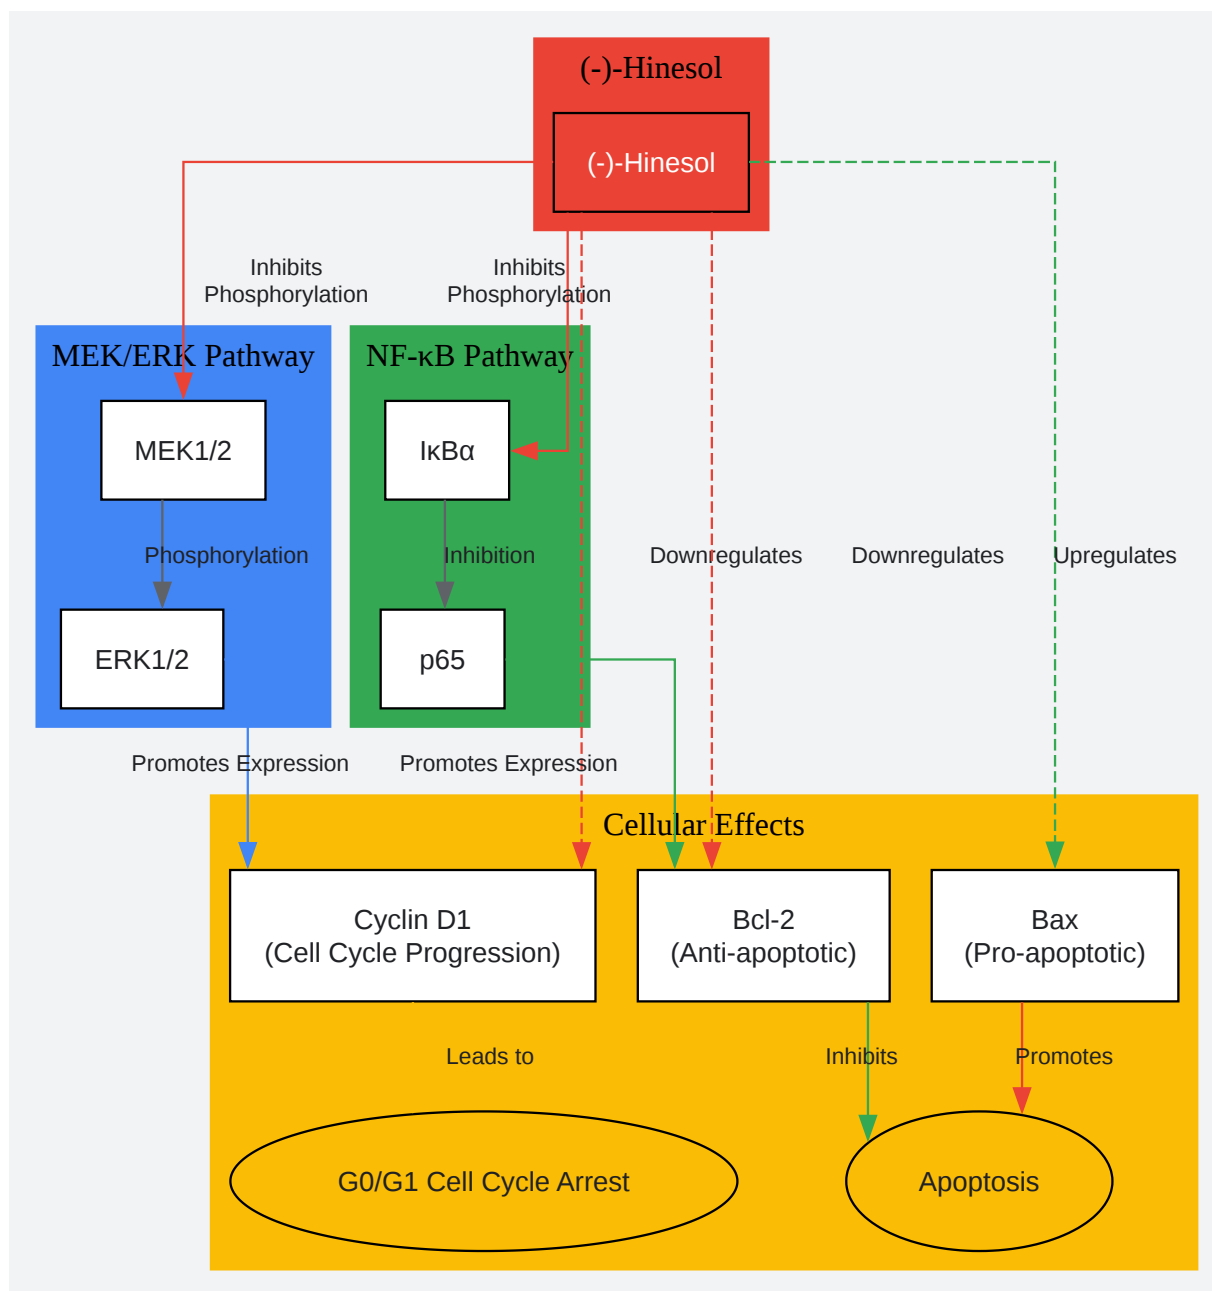 (-)-Hinesol
(-)-Hinesol
Inhibits
Phosphorylation
Inhibits
Phosphorylation
MEK/ERK Pathway
NF-κB Pathway
MEK1/2
IκBα
Phosphorylation
Inhibition
Downregulates
Downregulates
Upregulates
ERK1/2
p65
Promotes Expression
Promotes Expression
Cellular Effects
Cyclin D1
(Cell Cycle Progression)
Bcl-2
(Anti-apoptotic)
Bax
(Pro-apoptotic)
Leads to
Inhibits
Promotes
G0/G1 Cell Cycle Arrest
Apoptosis